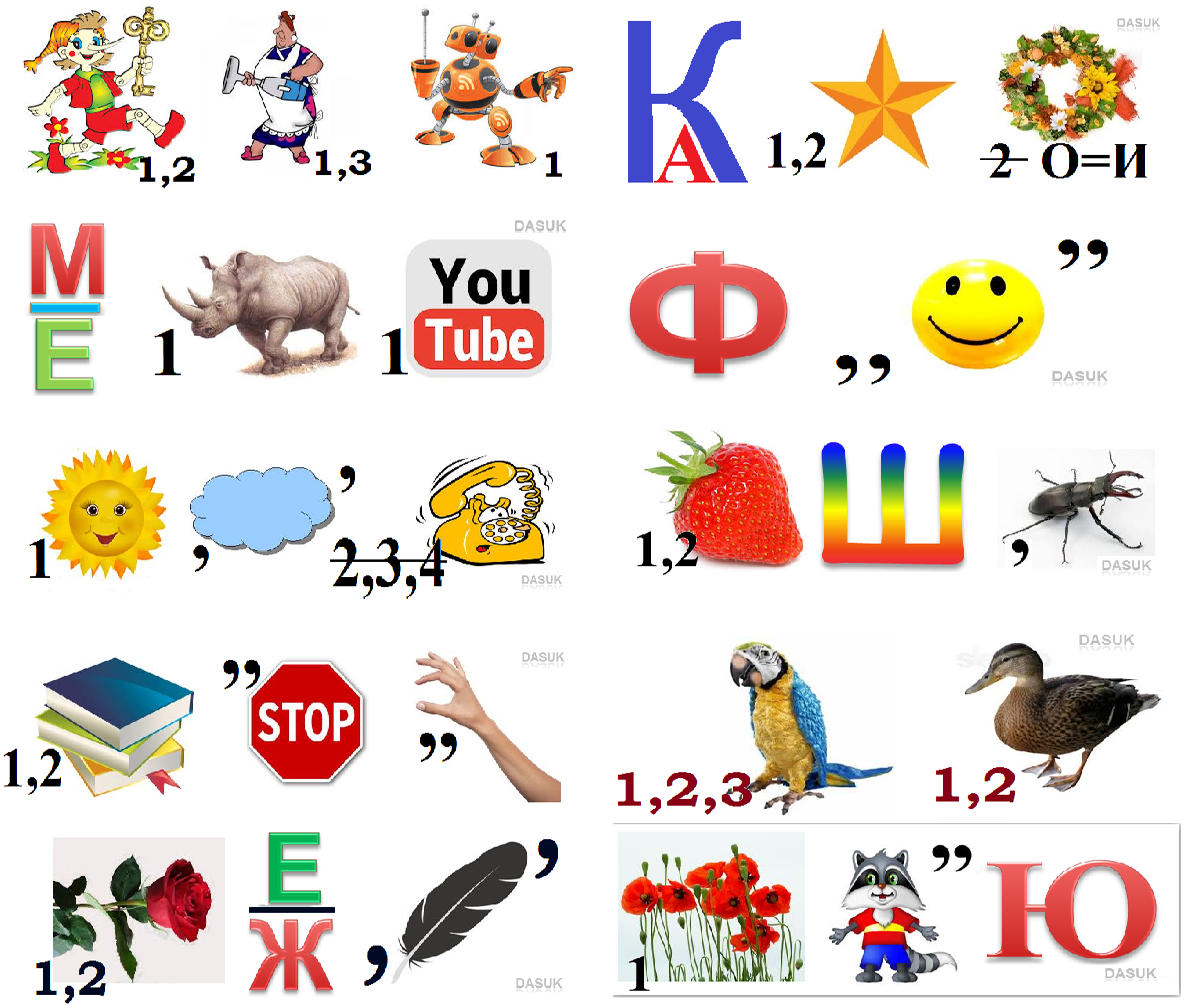 1,2
1,3
1
К
А
1,2
2 О=И
DASUK
М
Е
1
1
You
Tube
DASUK
Ф
,,
,,
DASUK
1
,
,
2,3,4
DASUK
1,2
Ш
,
DASUK
1,2
,,
STOP
,,
DASUK
1,2,3
1,2
DASUK
1,2
Е
Ж
,
,
DASUK
1
,,
Ю
DASUK